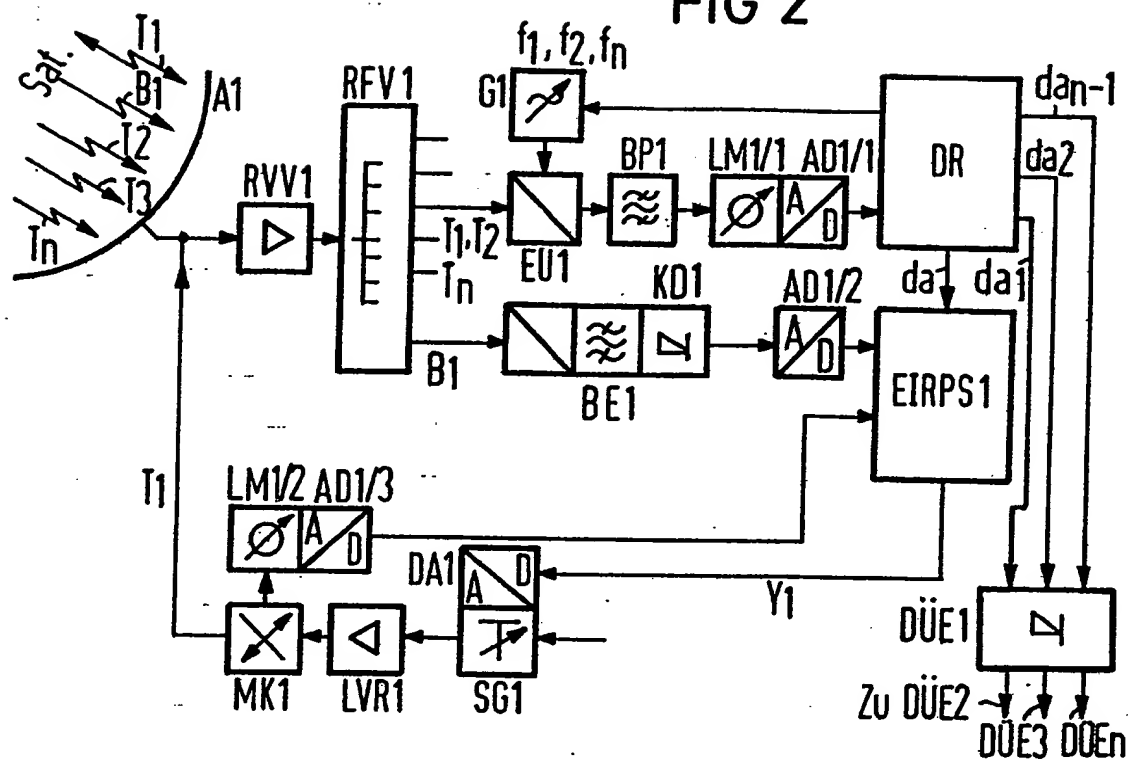 FIG 2
Sat.
T1
B1
T2
T3
Tn
A1
RVV1
RFV1
f1, f2, fn
G1
EU1
T1, T2
Tn
B1
BP1
LM1/1 AD1/1
A
D
DR
dan-1
da2
da
da1
KD1
BE1
AD1/2
A
D
EIRPS1
T1
LM1/2 AD1/3
A
D
DA1
D
A
Y1
MK1
LVR1
SG1
DÜE1
Zu DÜE2
DÜE3
DÜEn